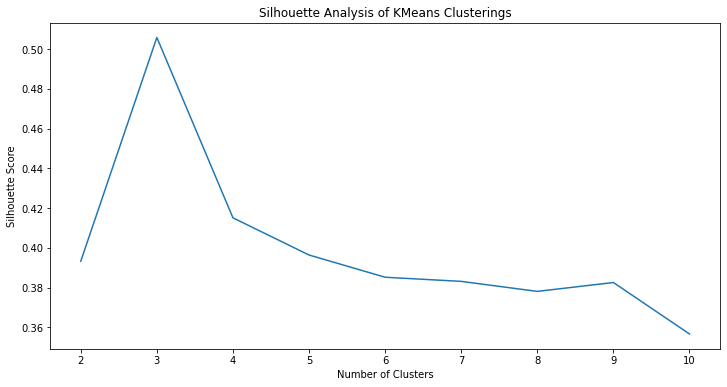 Silhouette Analysis of KMeans Clusterings
0.50
0.48
0.46
0.44
0.42
0.40
0.38
0.36
Silhouette Score
2 3 4 5 6 7 8 9 10
Number of Clusters